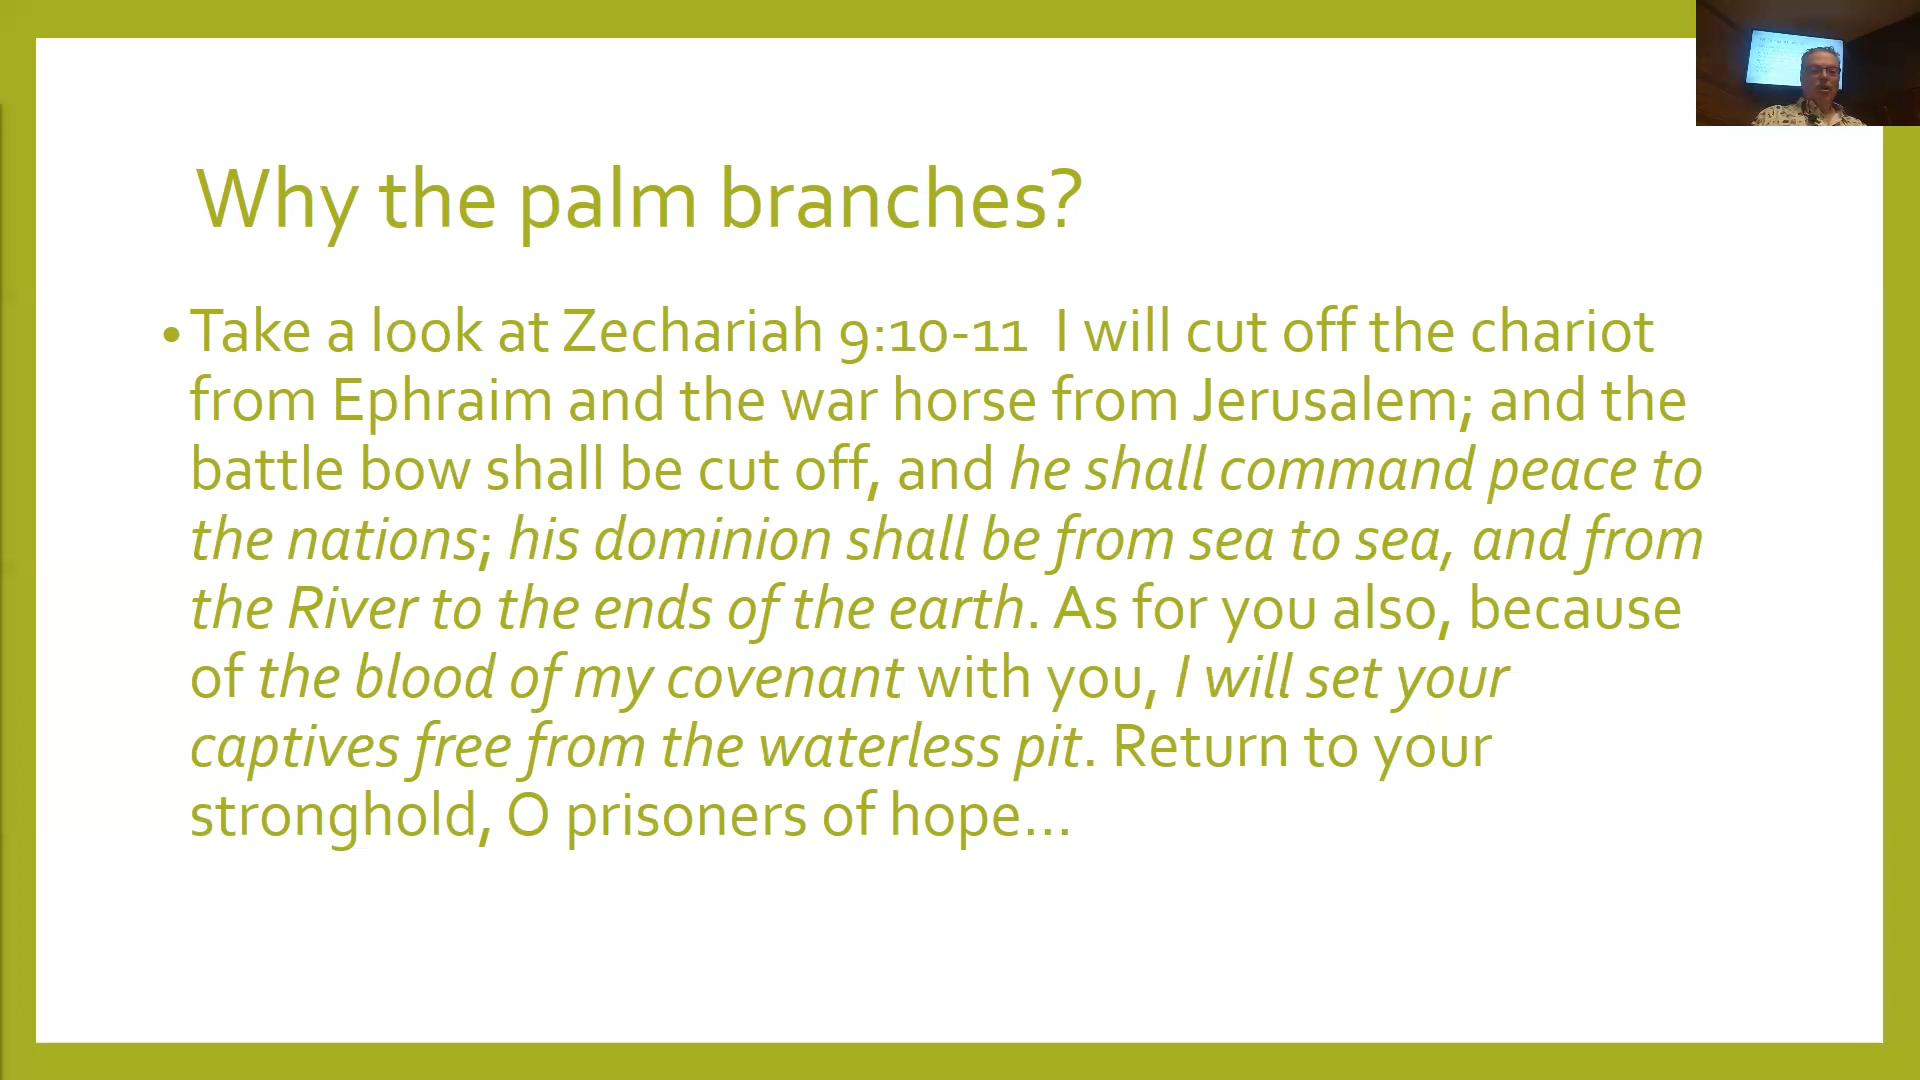 Why the palm branches?
•Take a look at Zechariah 9:10-11  I will cut off the chariot
from Ephraim and the war horse from Jerusalem; and the
battle bow shall be cut off, and he shall command peace to
the nations; his dominion shall be from sea to sea, and from
the River to the ends of the earth. As for you also, because
of the blood of my covenant with you, I will set your
captives free from the waterless pit. Return to your
stronghold, O prisoners of hope...